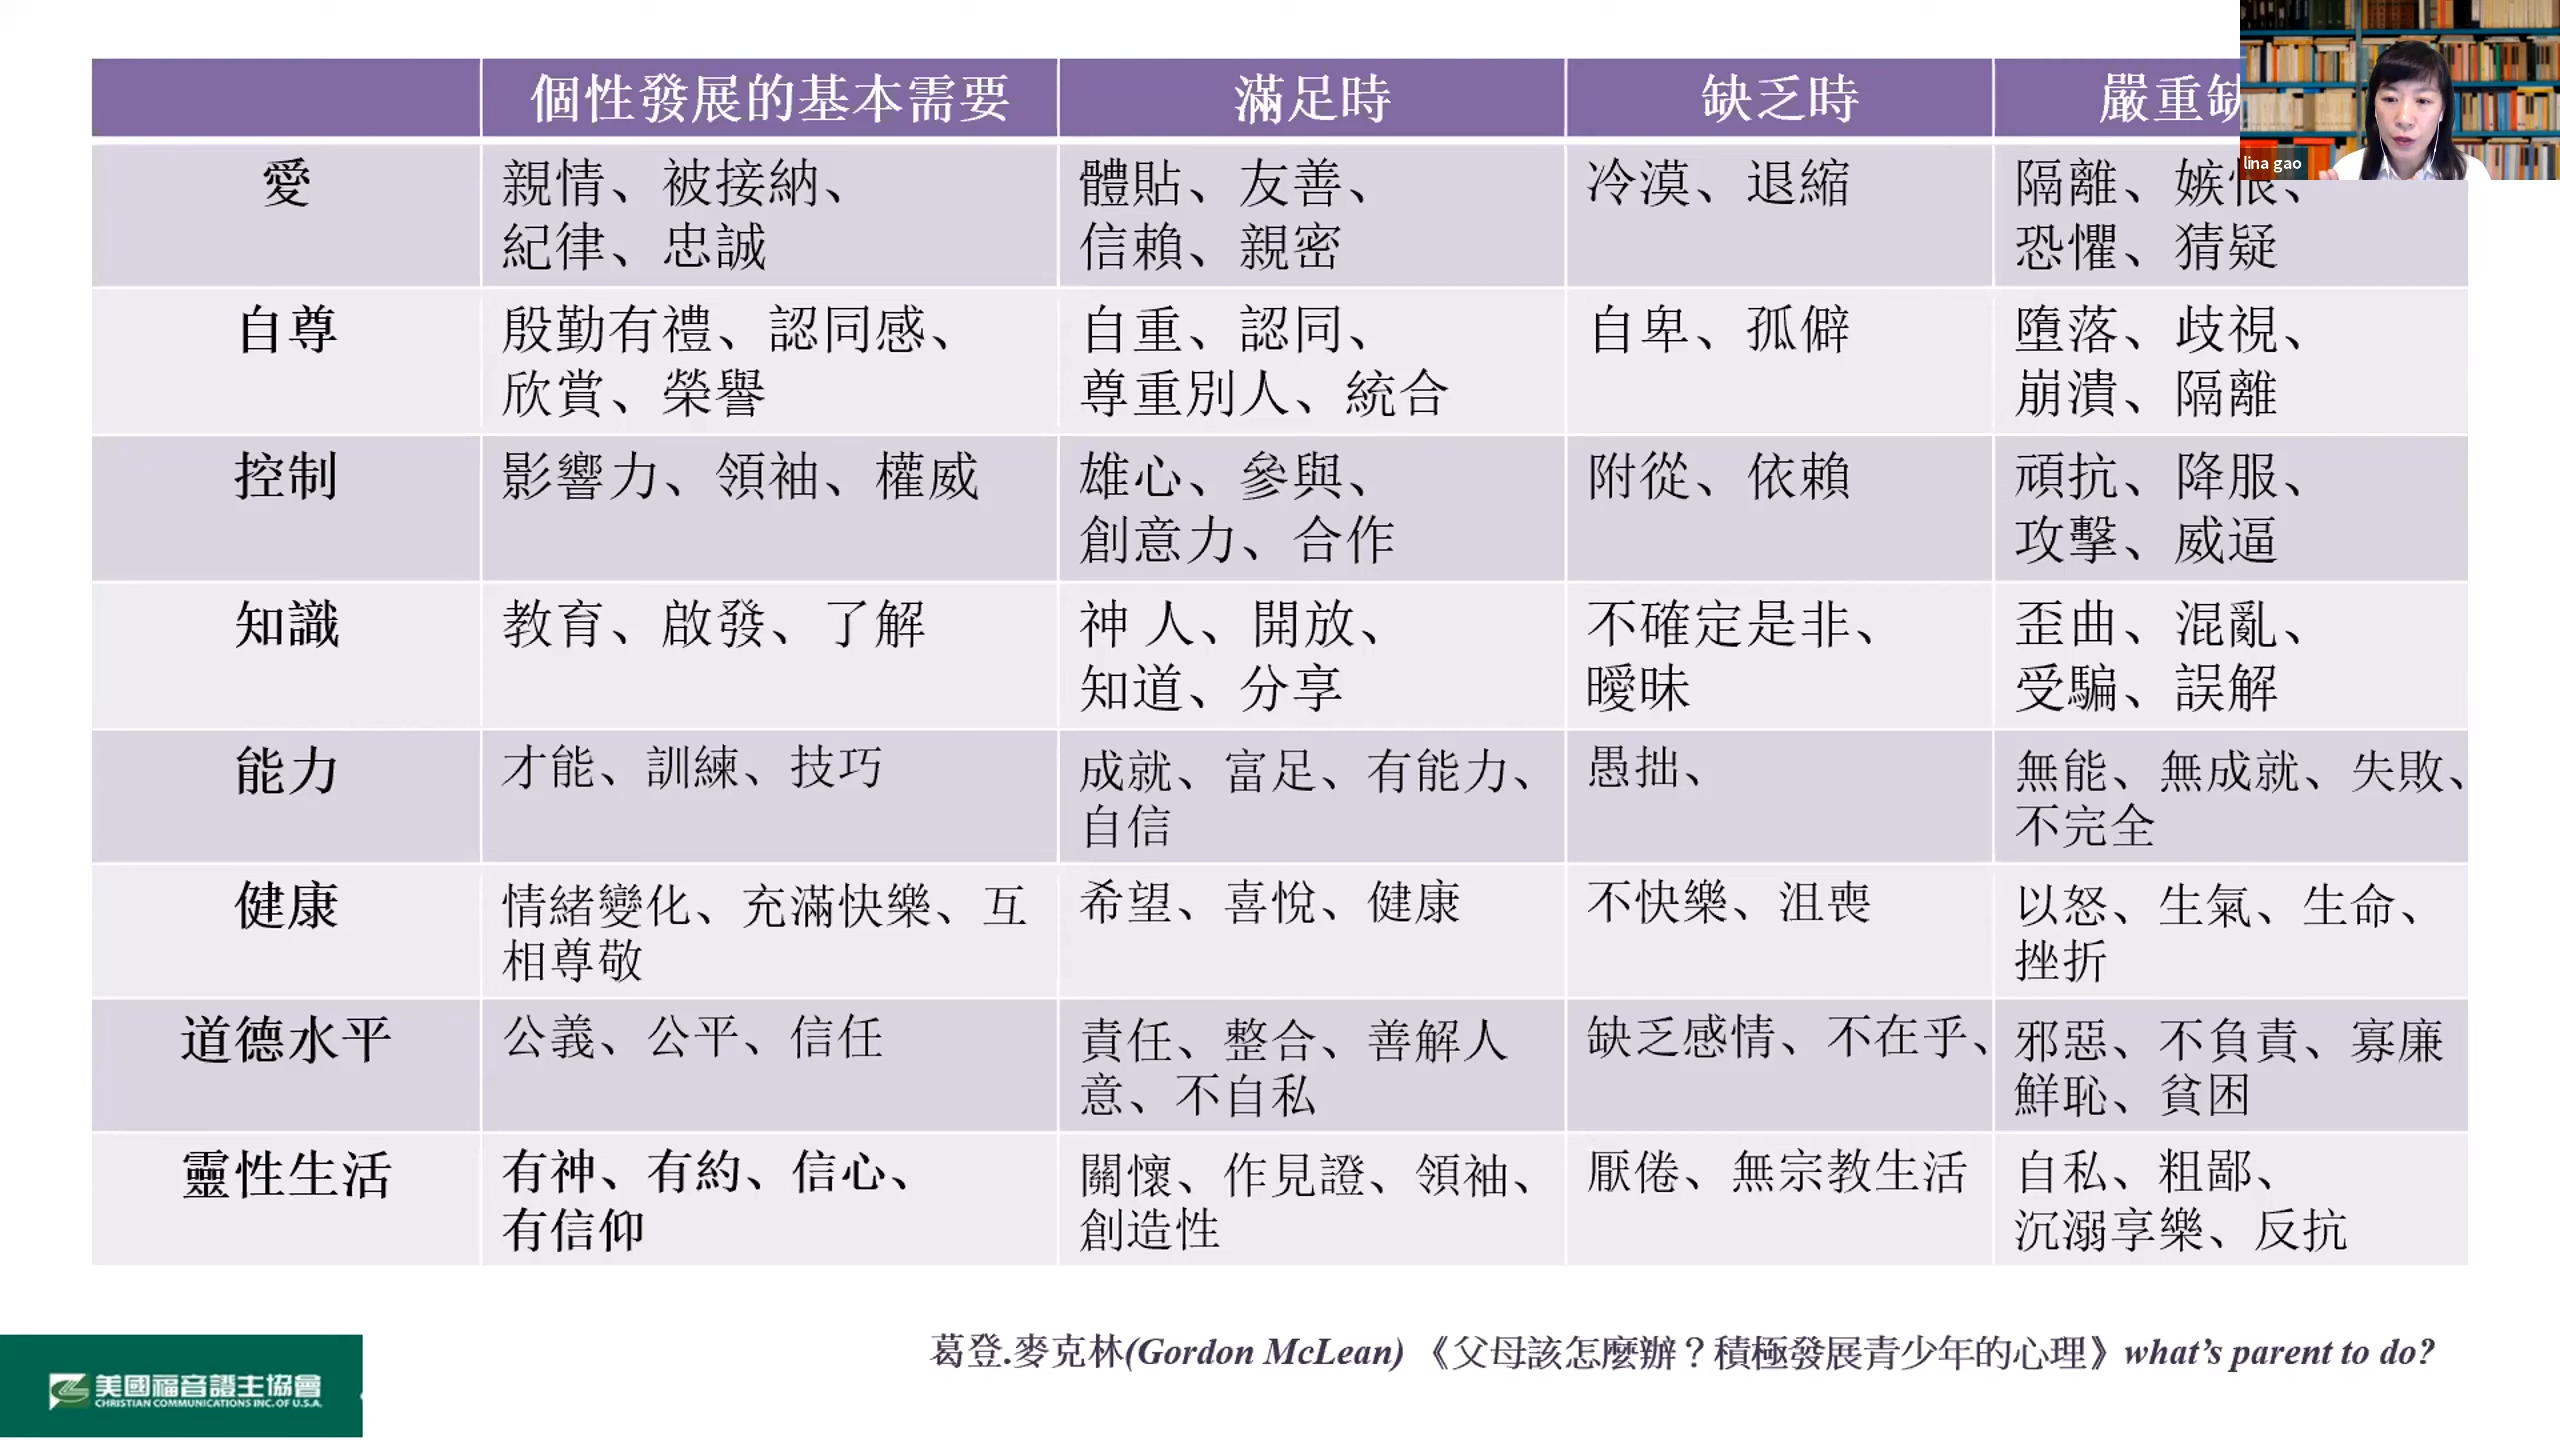 個性發展的基本需要 滿足時 缺乏時 嚴重缺
lina gao
愛 親情、被接納、 體貼、友善、 冷漠、退縮 隔離、嫉恨、
紀律、忠誠 信賴、親密 恐懼、猜疑
自尊 殷勤有禮、認同感、 自重、認同、 自卑、孤僻 墮落、歧視、
欣賞、榮譽 尊重別人、統合 崩潰、隔離
控制 影響力、領袖、權威 雄心、參與、 附從、依賴 頑抗、降服、
創意力、合作 攻擊、威逼
知識 教育、啟發、了解 神 人、開放、 不確定是非、 歪曲、混亂、
知道、分享 曖昧 受騙、誤解
能力 才能、訓練、技巧 成就、富足、有能力、 愚拙、 無能、無成就、失敗、
自信 不完全
健康 情緒變化、充滿快樂、互 希望、喜悅、健康 不快樂、沮喪 以怒、生氣、生命、
相尊敬 挫折
道德水平 公義、公平、信任 責任、整合、善解人 缺乏感情、不在乎、 邪惡、不負責、寡廉
意、不自私 鮮恥、貧困
靈性生活 有神、有約、信心、 關懷、作見證、領袖、 厭倦、無宗教生活 自私、粗鄙、
有信仰 創造性 沉溺享樂、反抗
葛登.麥克林(Gordon McLean)《父母該怎麼辦？積極發展青少年的心理》what's parent to do?
美國福音證主協會
CHRISTIAN COMMUNICATIONS INC. OF U.S.A.